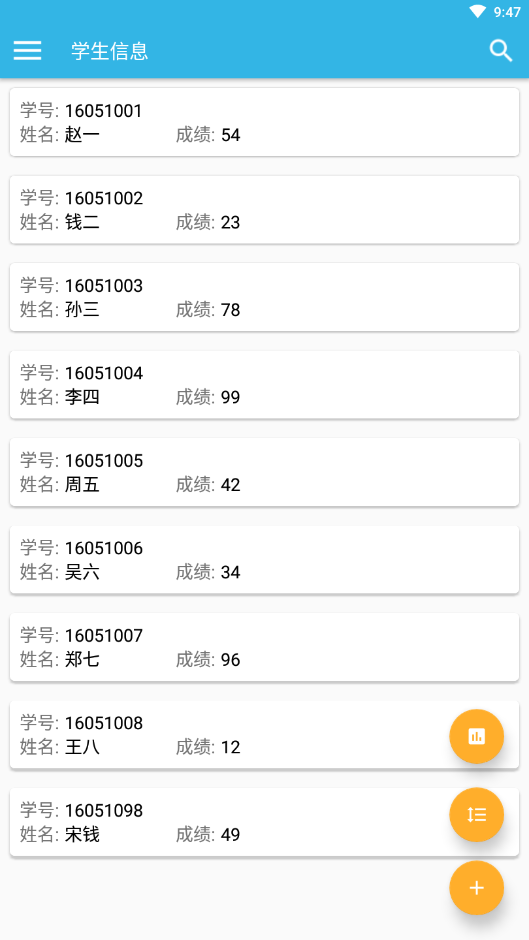 9:47
学生信息
学号: 16051001
姓名: 赵一 成绩: 54
学号: 16051002
姓名: 钱二 成绩: 23
学号: 16051003
姓名: 孙三 成绩: 78
学号: 16051004
姓名: 李四 成绩: 99
学号: 16051005
姓名: 周五 成绩: 42
学号: 16051006
姓名: 吴六 成绩: 34
学号: 16051007
姓名: 郑七 成绩: 96
学号: 16051008
姓名: 王八 成绩: 12
学号: 16051098
姓名: 宋钱 成绩: 49